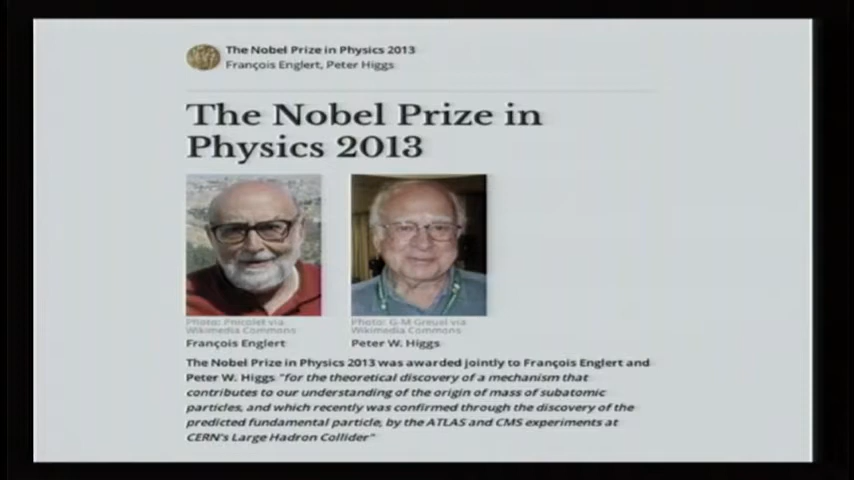 The Nobel Prize in Physics 2013
François Englert, Peter Higgs
The Nobel Prize in
Physics 2013
Photo: Pnicolet via
Wikimedia Commons
François Englert
Photo: G-M Greuel via
Wikimedia Commons
Peter W. Higgs
The Nobel Prize in Physics 2013 was awarded jointly to François Englert and
Peter W. Higgs "for the theoretical discovery of a mechanism that
contributes to our understanding of the origin of mass of subatomic
particles, and which recently was confirmed through the discovery of the
predicted fundamental particle, by the ATLAS and CMS experiments at
CERN's Large Hadron Collider"